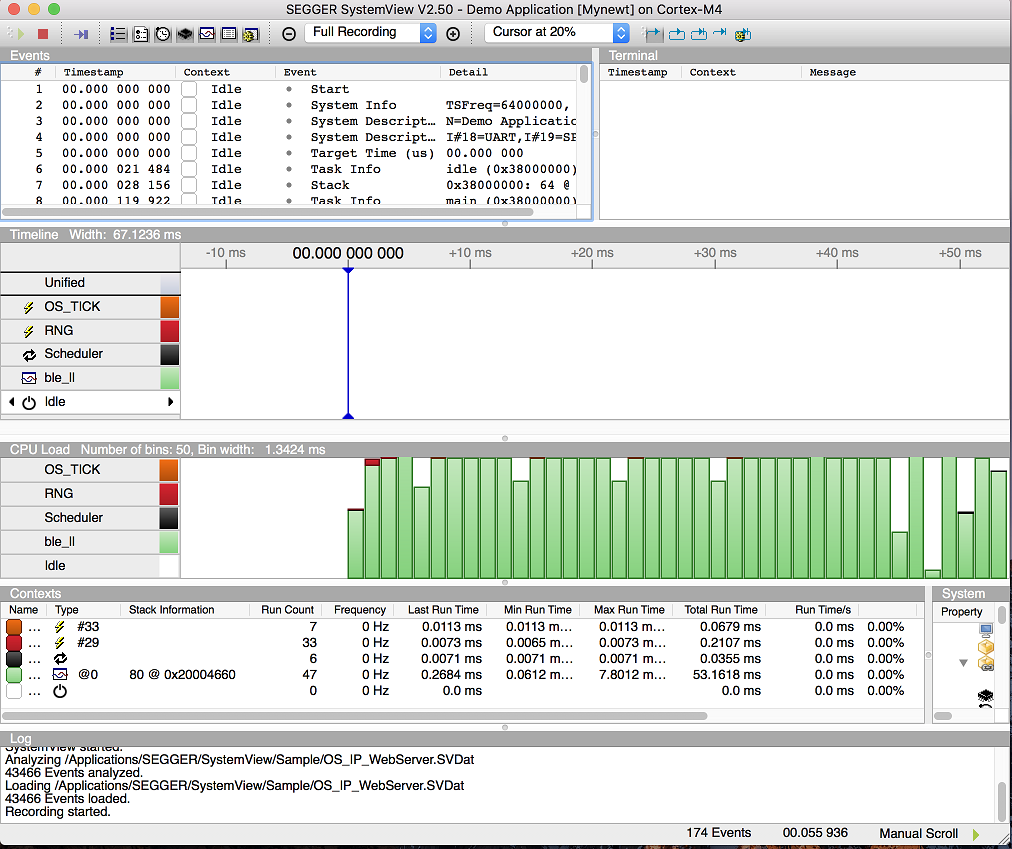 SEGGER SystemView V2.50 - Demo Application [Mynewt] on Cortex-M4
Full Recording Cursor at 20%
Events
# Timestamp Context Event Detail
1 00.000 000 000 Idle Start
2 00.000 000 000 Idle System Info TSFreq=64000000,
3 00.000 000 000 Idle System Descript... N=Demo Applicatic
4 00.000 000 000 Idle System Descript... I#18=UART,I#19=SP
5 00.000 000 000 Idle Target Time (us) 00.000 000
6 00.000 021 484 Idle Task Info idle (0x38000000)
7 00.000 028 156 Idle Stack 0x38000000: 64 @
8 00.000 119 922 Idle Task Info main (0x38000000)
Terminal
Timestamp Context Message
Timeline Width: 67.1236 ms
-10 ms 00.000 000 000 +10 ms +20 ms +30 ms +40 ms +50 ms
Unified
OS_TICK
RNG
Scheduler
ble_ll
Idle
CPU Load Number of bins: 50, Bin width: 1.3424 ms
OS_TICK
RNG
Scheduler
ble_ll
Idle
Contexts
Name Type Stack Information Run Count Frequency Last Run Time Min Run Time Max Run Time Total Run Time Run Time/s
... #33 7 0 Hz 0.0113 ms 0.0113 m... 0.0113 ms 0.0679 ms 0.0 ms 0.00%
... #29 33 0 Hz 0.0073 ms 0.0065 m... 0.0073 ms 0.2107 ms 0.0 ms 0.00%
... 6 0 Hz 0.0071 ms 0.0071 m... 0.0071 ms 0.0355 ms 0.0 ms 0.00%
... @0 80 @ 0x20004660 47 0 Hz 0.2684 ms 0.0612 m... 7.8012 ms 53.1618 ms 0.0 ms 0.00%
... 0 0 Hz 0.0 ms 0.0 ms 0.0 ms 0.00%
System
Property
Log
SystemView started.
Analyzing /Applications/SEGGER/SystemView/Sample/OS_IP_WebServer.SVDat
43466 Events analyzed.
Loading /Applications/SEGGER/SystemView/Sample/OS_IP_WebServer.SVDat
43466 Events loaded.
Recording started.
174 Events 00.055 936 Manual Scroll